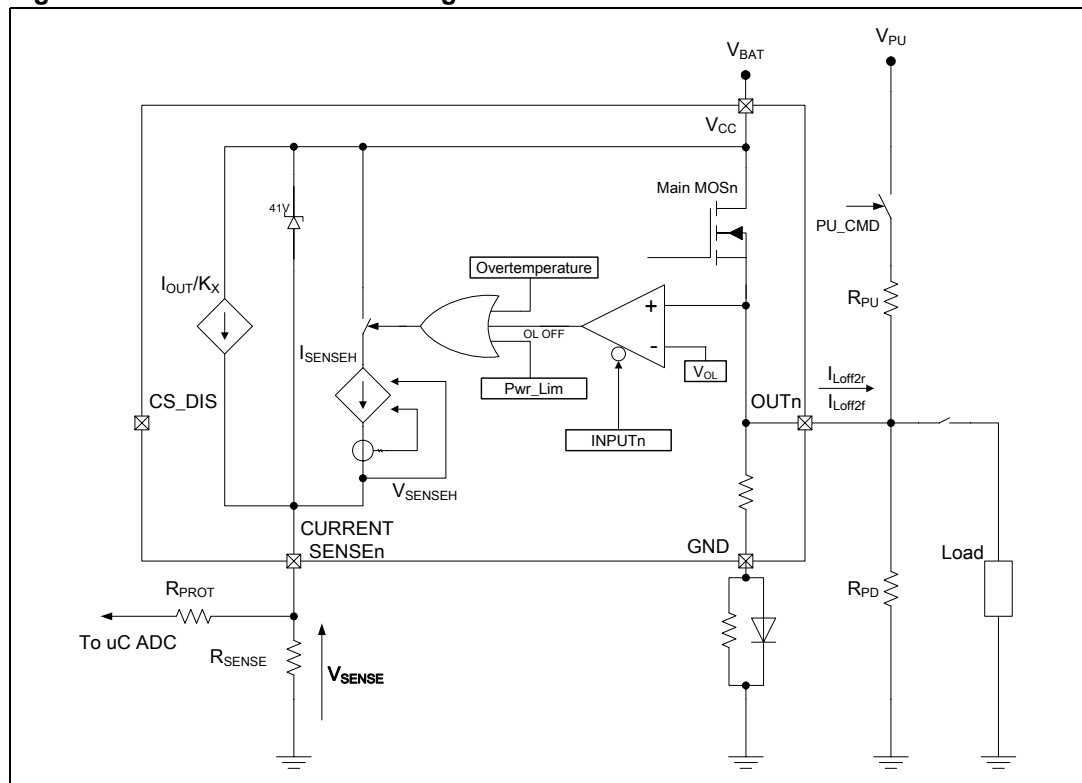 V_BAT
V_PU
V_CC
Main MOSn
41V
PU_CMD
Overtemperature
I_OUT/K_X
R_PU
+
OL OFF
-
I_SENSEH
V_OL
Pwr_Lim
I_Loff2r
CS_DIS
OUTn
I_Loff2f
INPUTn
V_SENSEH
CURRENT
SENSEn
GND
Load
R_PROT
R_PD
To uC ADC
R_SENSE
V_SENSE